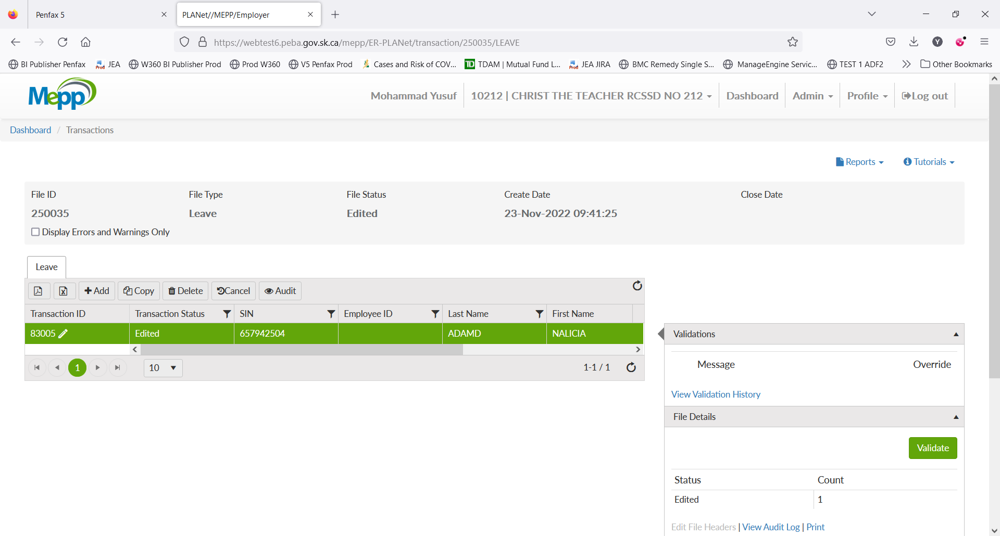 Penfax 5
PLANet//MEPP/Employer
https://webtest6.peba.gov.sk.ca/mepp/ER-PLANet/transaction/250035/LEAVE
Y
BI Publisher Penfax
Prod JEA
W360 BI Publisher Prod
Prod W360
V5 Penfax Prod
Cases and Risk of COV...
TD TDAM | Mutual Fund L...
Prod JEA JIRA
BMC Remedy Single S...
ManageEngine Servic...
TEST 1 ADF2
Other Bookmarks
Mepp
Mohammad Yusuf
10212 | CHRIST THE TEACHER RCSSD NO 212
Dashboard
Admin
Profile
Log out
Dashboard / Transactions
Reports
Tutorials
File ID
File Type
File Status
Create Date
Close Date
250035
Leave
Edited
23-Nov-2022 09:41:25
Display Errors and Warnings Only
Leave
Add
Copy
Delete
Cancel
Audit
Transaction ID
Transaction Status
SIN
Employee ID
Last Name
First Name
83005
Edited
657942504
ADAMD
NALICIA
1
10
1-1 / 1
Validations
Message
Override
View Validation History
File Details
Validate
Status
Count
Edited
1
Edit File Headers | View Audit Log | Print